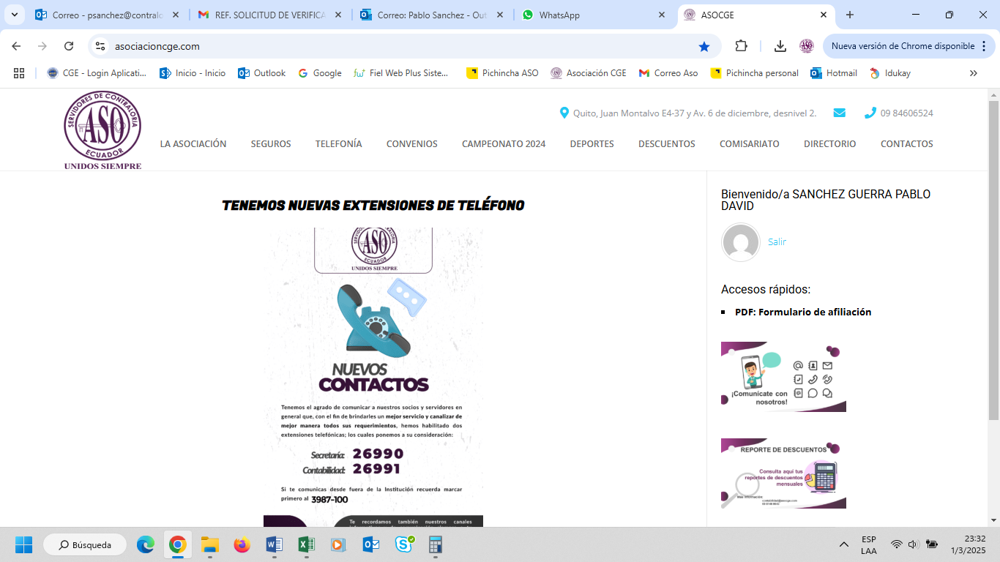 Correo - psanchez@contralo
REF. SOLICITUD DE VERIFICA
Correo: Pablo Sanchez - Out
WhatsApp
ASOCGE
asociacioncge.com
Nueva versión de Chrome disponible
CGE - Login Aplicati...
Inicio - Inicio
Outlook
Google
Fiel Web Plus Siste...
Pichincha ASO
Asociación CGE
Correo Aso
Pichincha personal
Hotmail
Idukay
SERVIDORES DE CONTRALORIA
ASO
ECUADOR
UNIDOS SIEMPRE
Quito, Juan Montalvo E4-37 y Av. 6 de diciembre, desnivel 2.
09 84606524
LA ASOCIACIÓN
SEGUROS
TELEFONÍA
CONVENIOS
CAMPEONATO 2024
DEPORTES
DESCUENTOS
COMISARIATO
DIRECTORIO
CONTACTOS
TENEMOS NUEVAS EXTENSIONES DE TELÉFONO
ASO
ECUADOR
UNIDOS SIEMPRE
NUEVOS
CONTACTOS
Tenemos el agrado de comunicar a nuestros socios y servidores en
general que, con el fin de brindarles un mejor servicio y canalizar de
mejor manera todos sus requerimientos, hemos habilitado dos
extensiones telefónicas; los cuales ponemos a su consideración:
Secretaría: 26990
Contabilidad: 26991
Si te comunicas desde fuera de la Institución recuerda marcar
primero al 3987-100
Te recordamos también nuestros canales
Bienvenido/a SANCHEZ GUERRA PABLO
DAVID
Salir
Accesos rápidos:
PDF: Formulario de afiliación
¡Comunícate con
nosotros!
REPORTE DE DESCUENTOS
Consulta aquí tus
reportes de descuentos
mensuales
Más información:
contabilidad@asocge.com
Búsqueda
ESP
LAA
23:32
1/3/2025